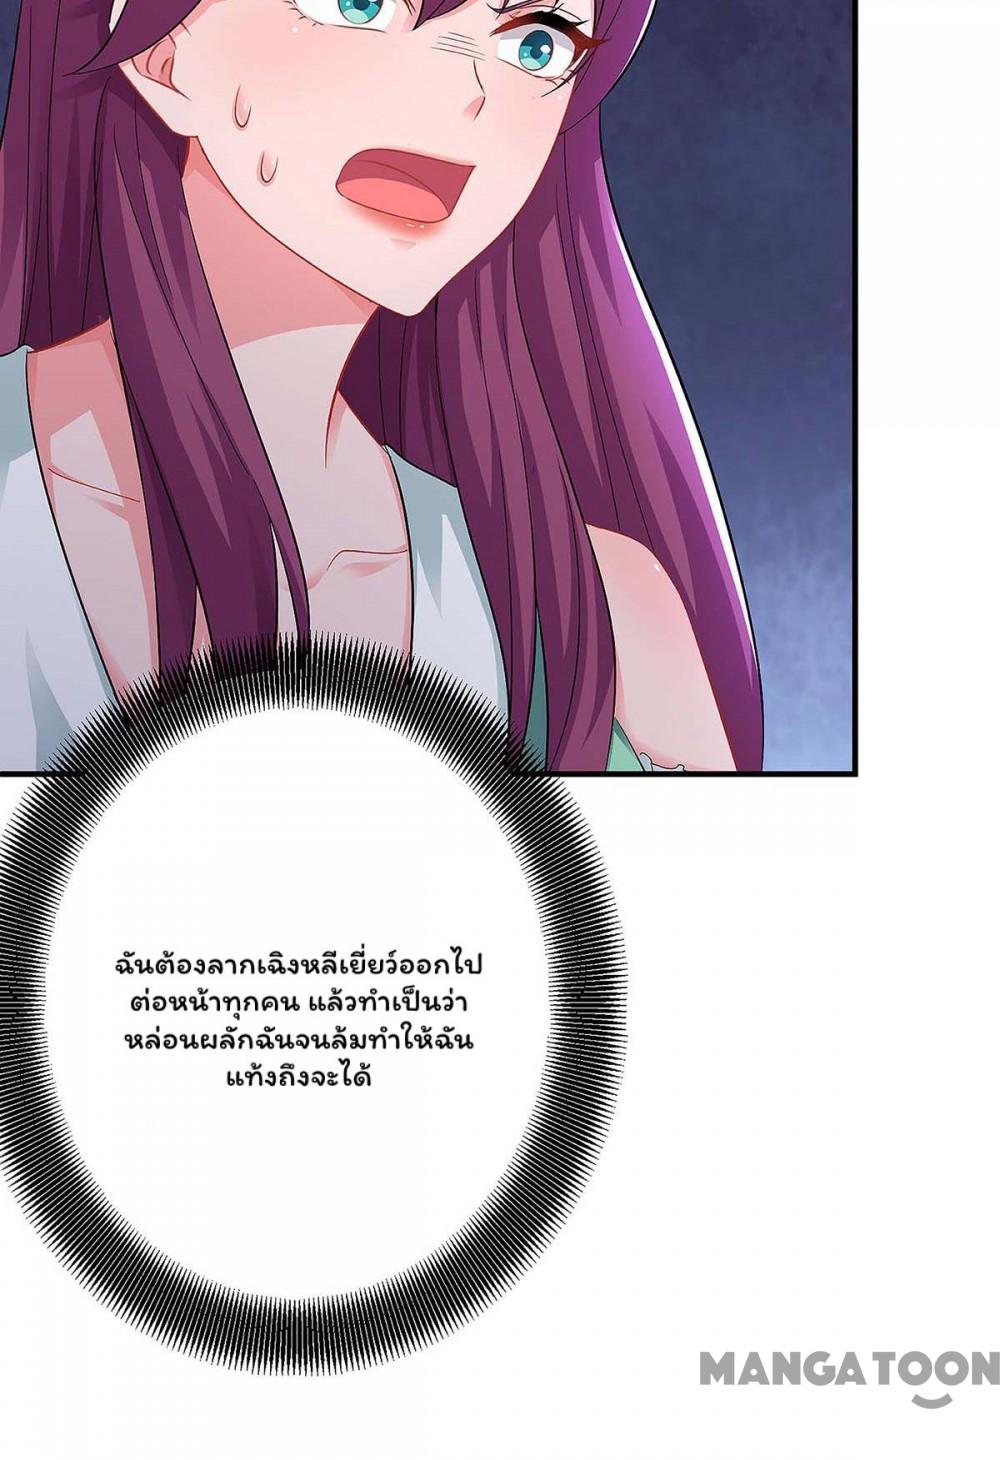 ฉันต้องลากเฉิงหลีเยี่ยว์ออกไป
ต่อหน้าทุกคน แล้วทำเป็นว่า
หล่อนผลักฉันจนล้มทำให้ฉัน
แท้งถึงจะได้
MANGATOON